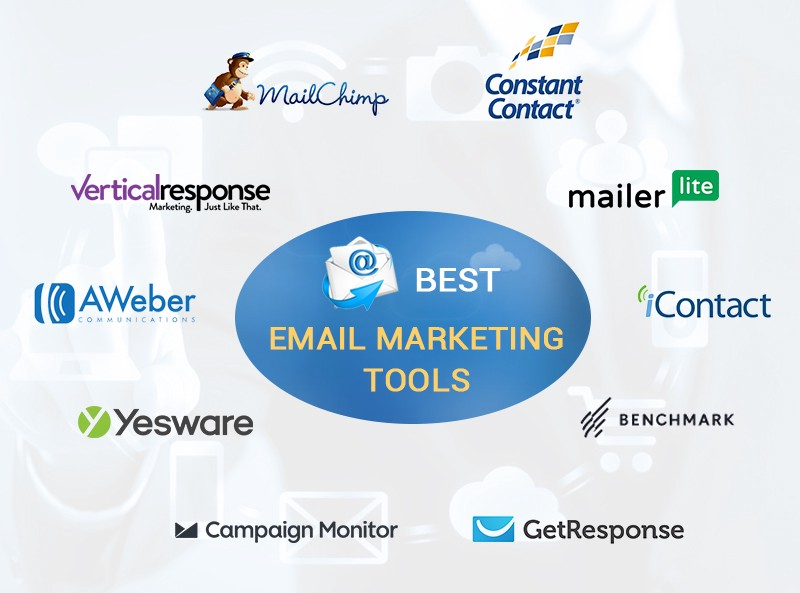 MailChimp
Constant
Contact®
verticalresponse
Marketing. Just Like That.
mailer lite
@ BEST
EMAIL MARKETING
TOOLS
AWeber
COMMUNICATIONS
iContact
Yesware
BENCHMARK
Campaign Monitor
GetResponse